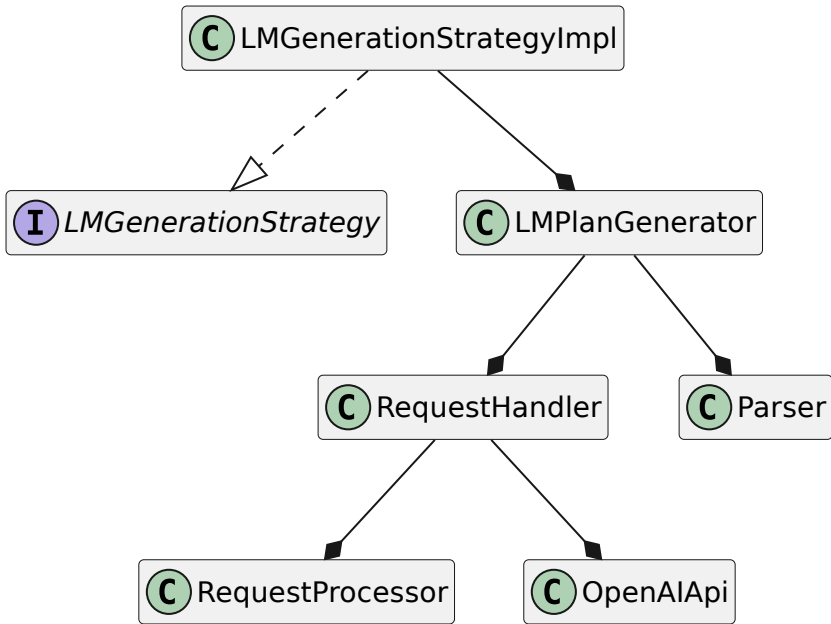 C LMGenerationStrategyImpl
I LMGenerationStrategy
C LMPlanGenerator
C RequestHandler
C Parser
C RequestProcessor
C OpenAIApi